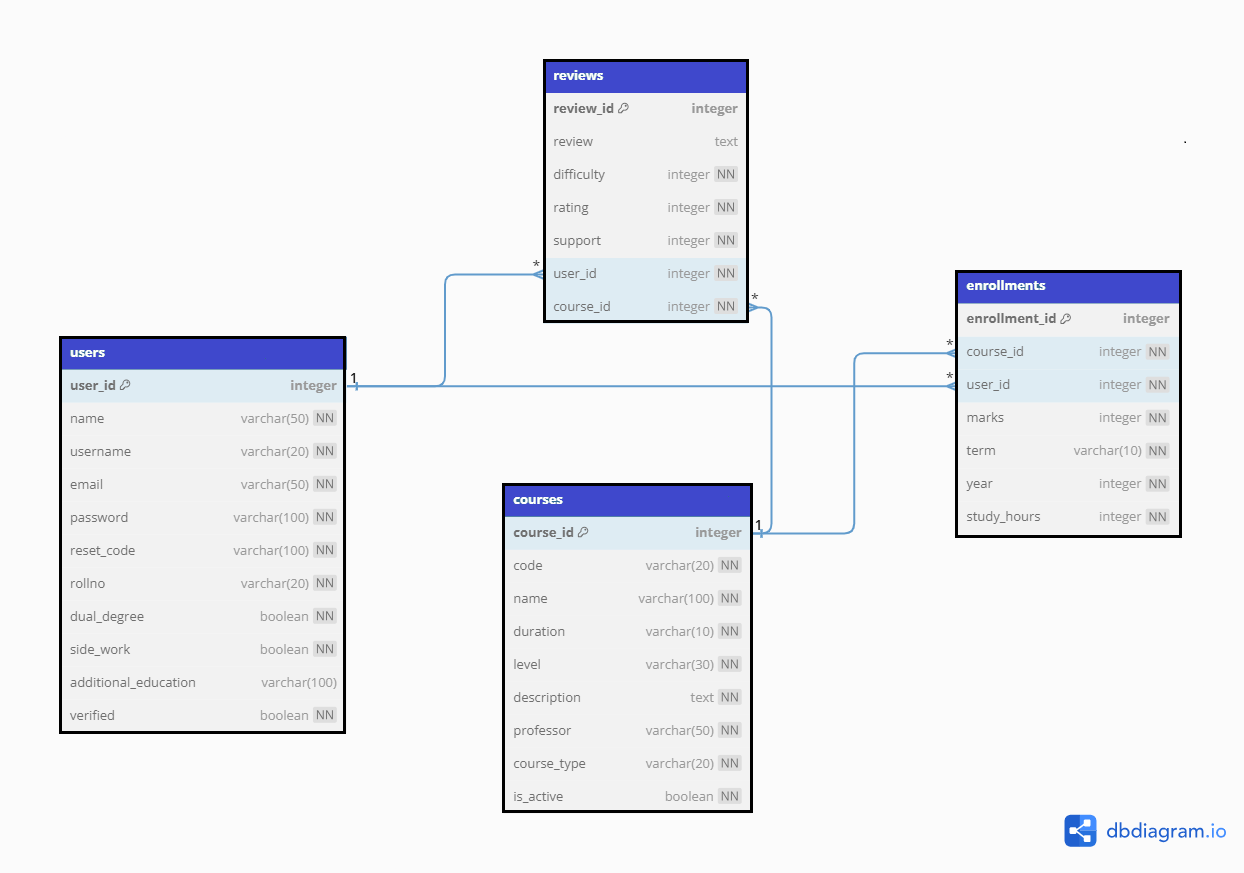 reviews
review_id integer
review text
difficulty integer NN
rating integer NN
support integer NN
* user_id integer NN
course_id integer NN *
enrollments
enrollment_id integer
* course_id integer NN
* user_id integer NN
marks integer NN
term varchar(10) NN
year integer NN
study_hours integer NN
users
user_id integer 1
name varchar(50) NN
username varchar(20) NN
email varchar(50) NN
password varchar(100) NN
reset_code varchar(100) NN
rollno varchar(20) NN
dual_degree boolean NN
side_work boolean NN
additional_education varchar(100)
verified boolean NN
courses
course_id integer 1
code varchar(20) NN
name varchar(100) NN
duration varchar(10) NN
level varchar(30) NN
description text NN
professor varchar(50) NN
course_type varchar(20) NN
is_active boolean NN
dbdiagram.io